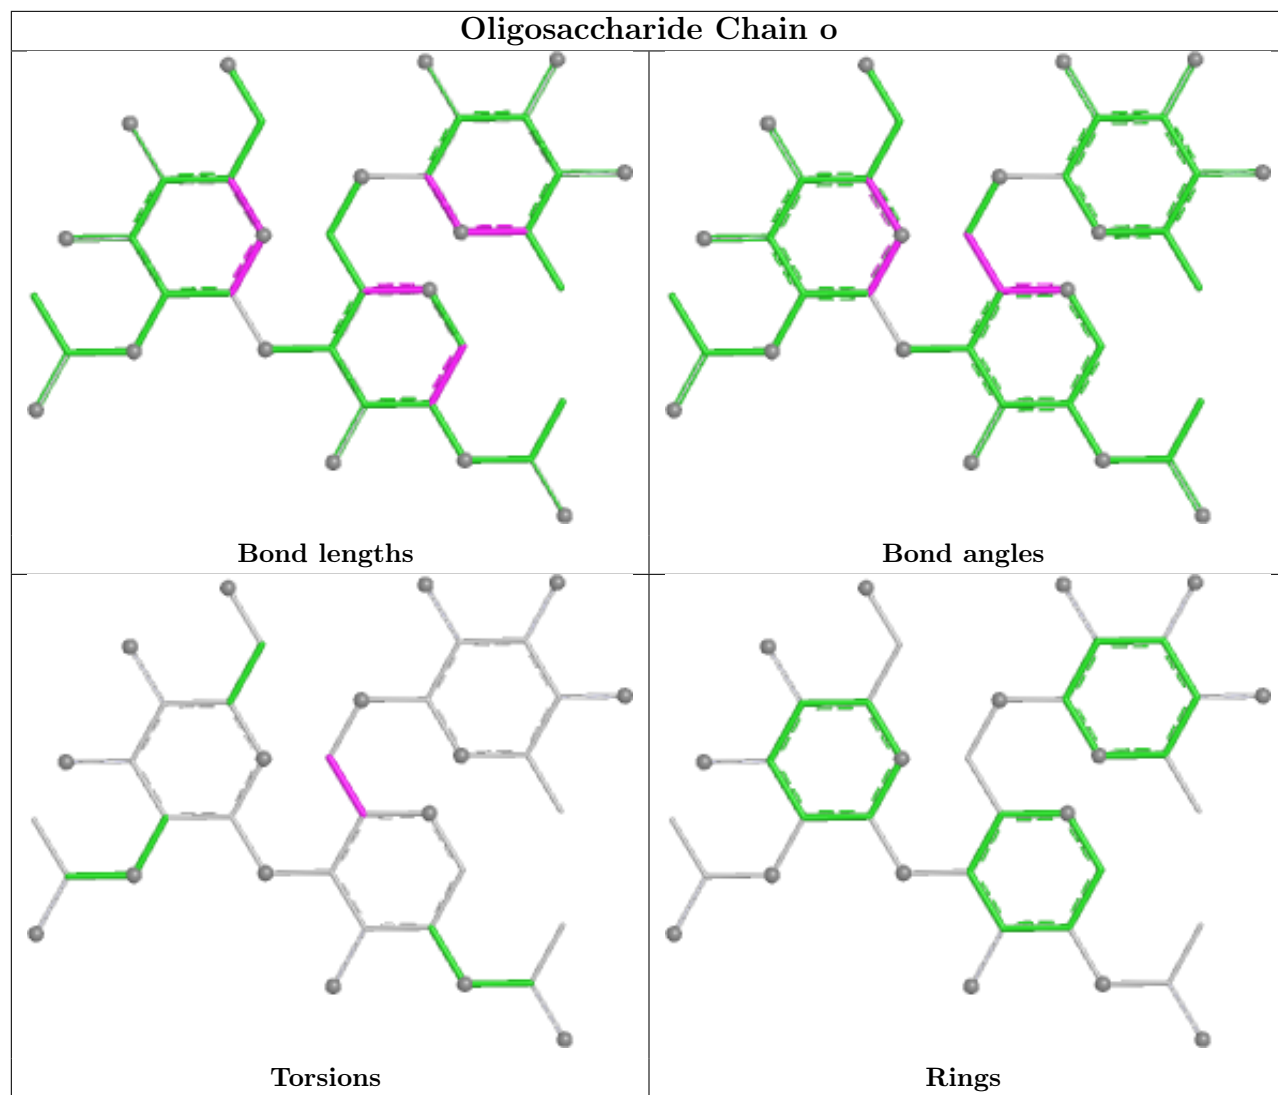 Oligosaccharide Chain o
Bond lengths
Bond angles
Torsions
Rings